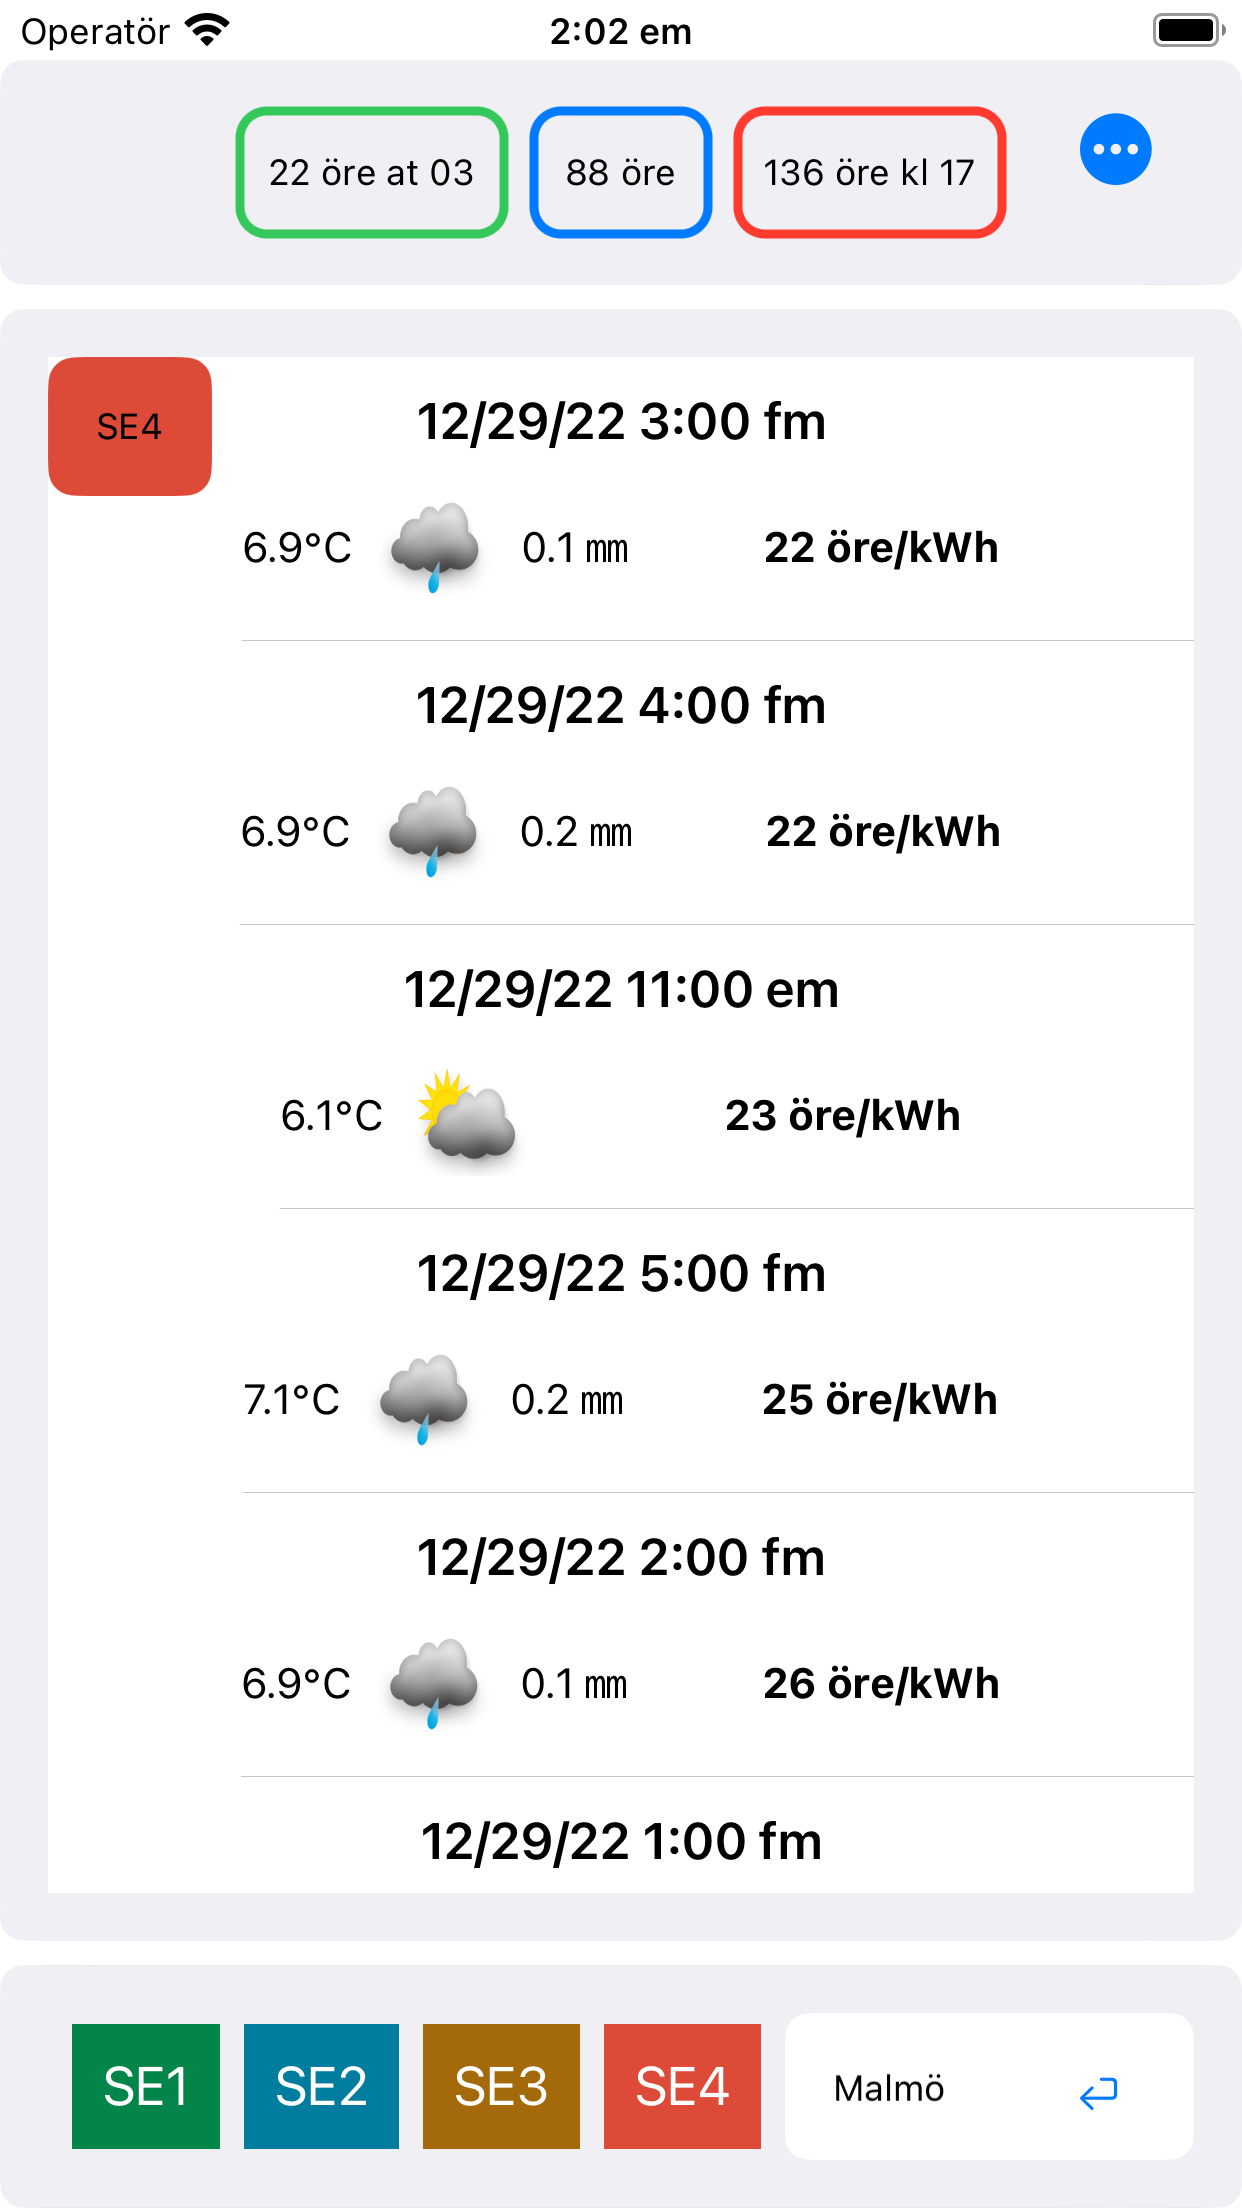 Operatör 2:02 em
22 öre at 03 88 öre 136 öre kl 17
SE4
12/29/22 3:00 fm
6.9°C 0.1 ㎜ 22 öre/kWh
12/29/22 4:00 fm
6.9°C 0.2 ㎜ 22 öre/kWh
12/29/22 11:00 em
6.1°C 23 öre/kWh
12/29/22 5:00 fm
7.1°C 0.2 ㎜ 25 öre/kWh
12/29/22 2:00 fm
6.9°C 0.1 ㎜ 26 öre/kWh
12/29/22 1:00 fm
SE1 SE2 SE3 SE4 Malmö